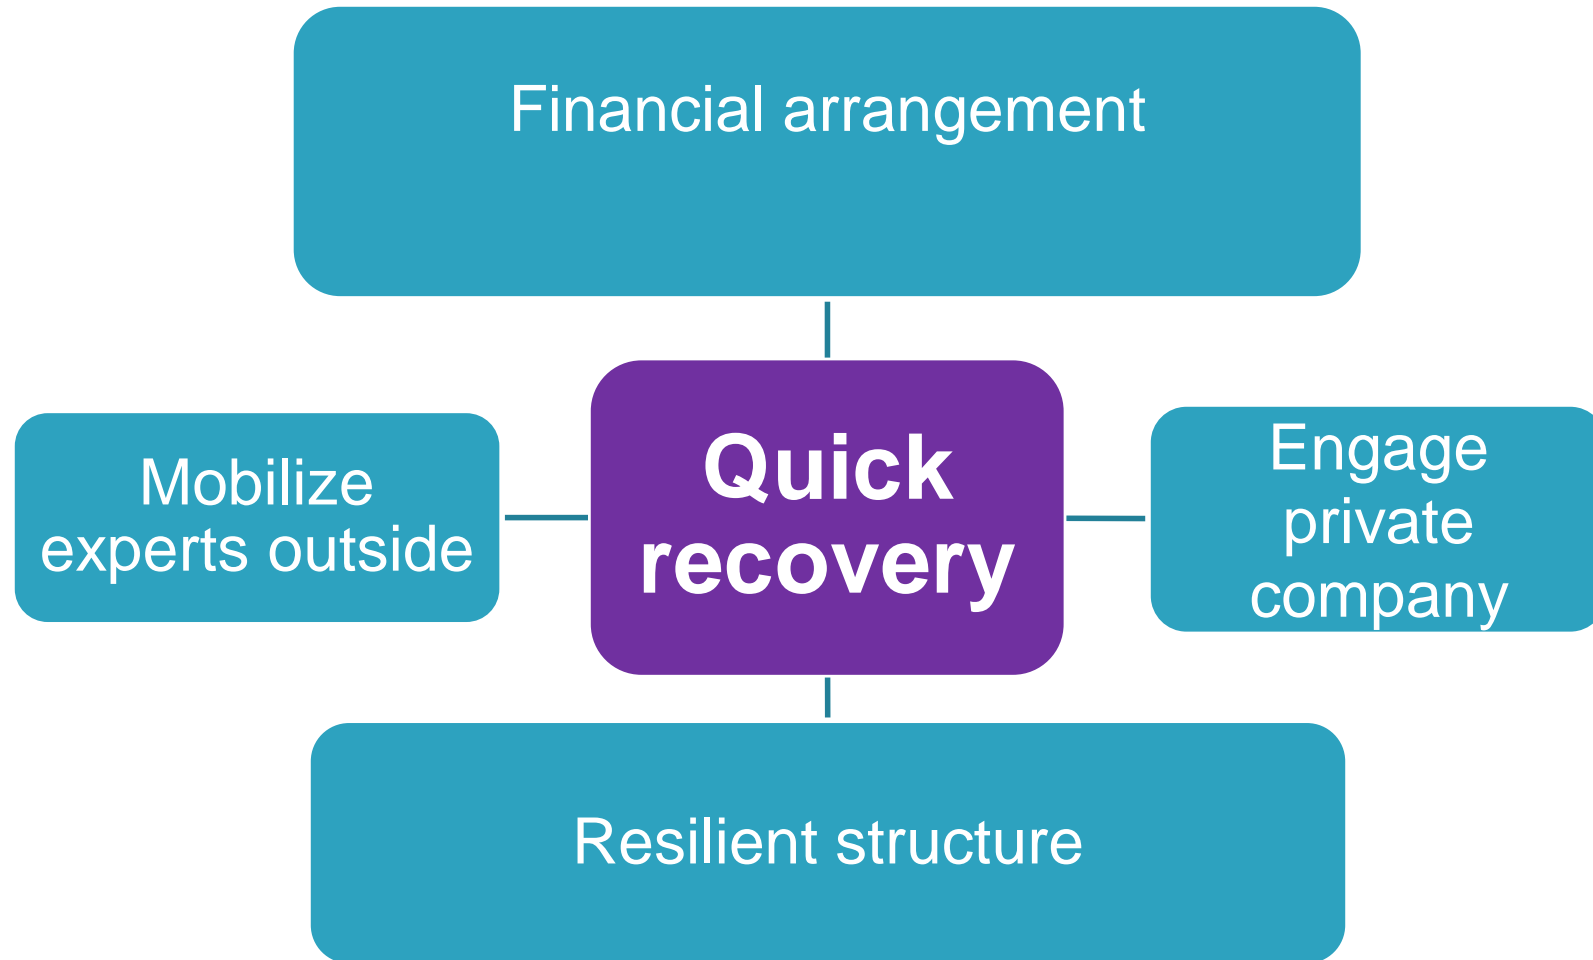 Financial arrangement
Mobilize
experts outside
Quick
recovery
Engage
private
company
Resilient structure